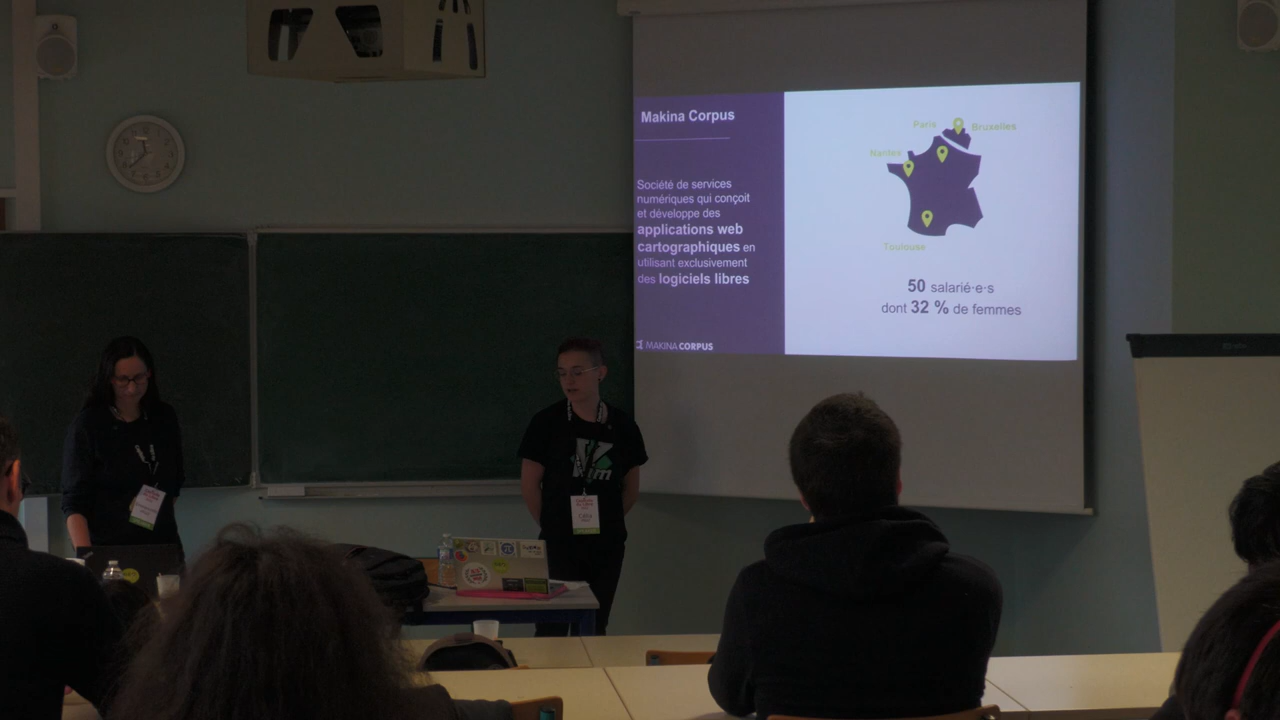 Makina Corpus
Société de services
numériques qui conçoit
et développe des
applications web
cartographiques en
utilisant exclusivement
des logiciels libres
MAKINA CORPUS
Paris
Bruxelles
Nantes
Toulouse
50 salarié·e·s
dont 32 % de femmes